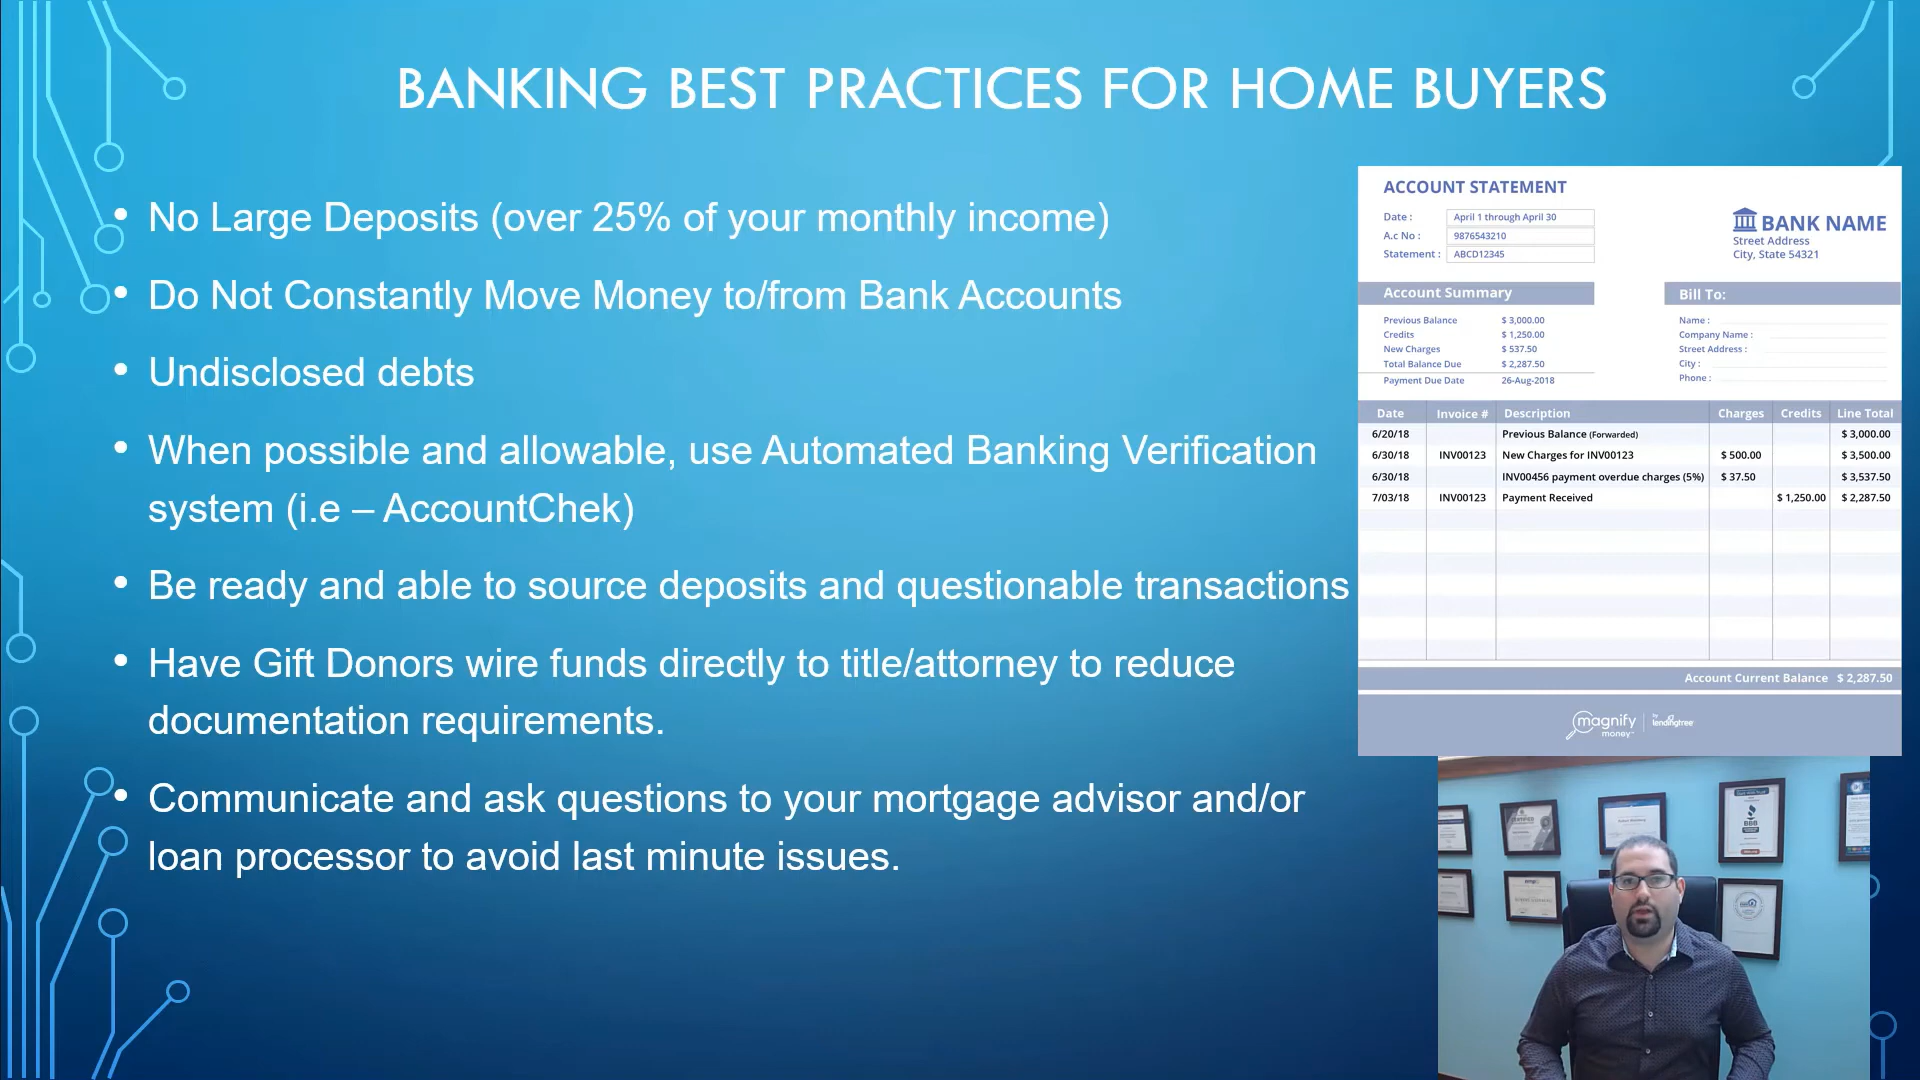 BANKING BEST PRACTICES FOR HOME BUYERS
• No Large Deposits (over 25% of your monthly income)
• Do Not Constantly Move Money to/from Bank Accounts
• Undisclosed debts
• When possible and allowable, use Automated Banking Verification
system (i.e – AccountChek)
• Be ready and able to source deposits and questionable transactions
• Have Gift Donors wire funds directly to title/attorney to reduce
documentation requirements.
• Communicate and ask questions to your mortgage advisor and/or
loan processor to avoid last minute issues.
ACCOUNT STATEMENT
Date : April 1 through April 30
A.c No : 9876543210
Statement : ABCD12345
BANK NAME
Street Address
City, State 54321
Account Summary
Previous Balance $ 3,000.00
Credits $ 1,250.00
New Charges $ 537.50
Total Balance Due $ 2,287.50
Payment Due Date 26-Aug-2018
Bill To:
Name :
Company Name :
Street Address :
City :
Phone :
Date Invoice # Description Charges Credits Line Total
6/20/18 Previous Balance (Forwarded) $ 3,000.00
6/30/18 INV00123 New Charges for INV00123 $ 500.00 $ 3,500.00
6/30/18 INV00456 payment overdue charges (5%) $ 37.50 $ 3,537.50
7/03/18 INV00123 Payment Received $ 1,250.00 $ 2,287.50
Account Current Balance $ 2,287.50
magnify
money
by
lendingtree
BBB